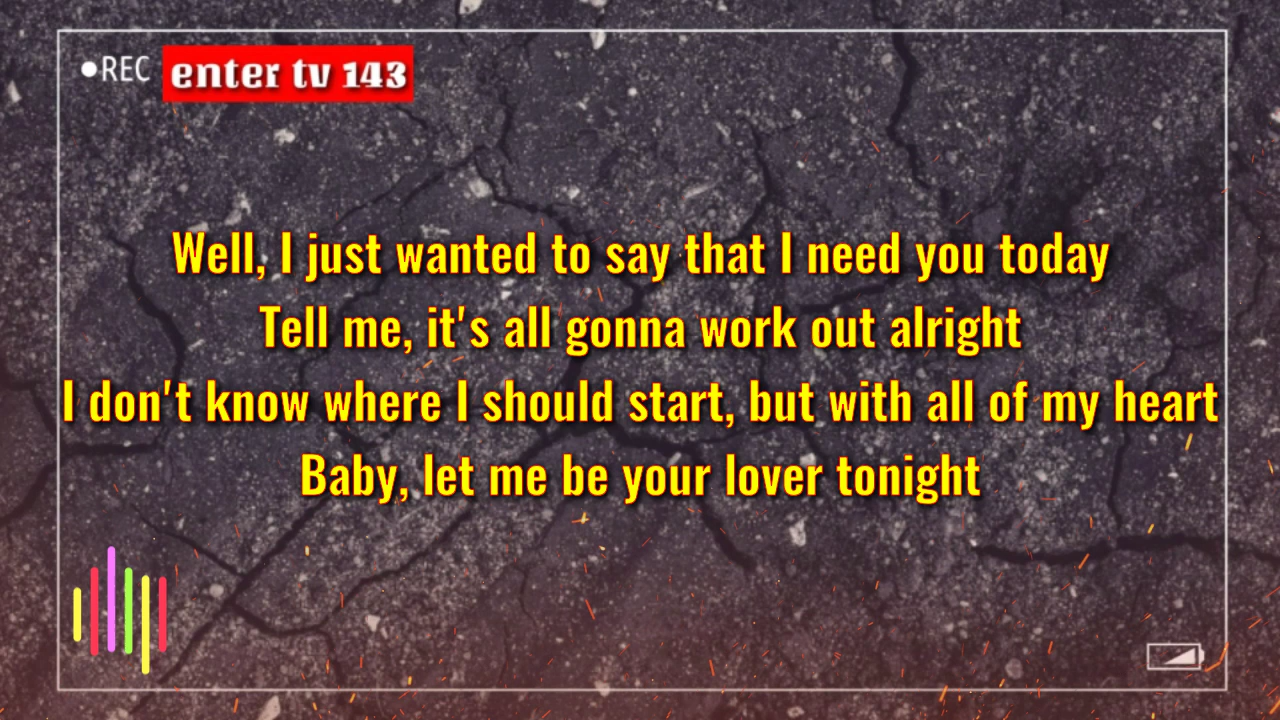 REC enter tv 143
Well, I just wanted to say that I need you today
Tell me, it's all gonna work out alright
I don't know where I should start, but with all of my heart
Baby, let me be your lover tonight